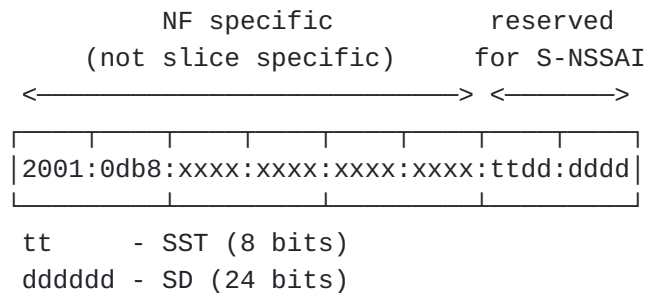 NF specific reserved
(not slice specific) for S-NSSAI
2001:0db8:xxxx:xxxx:xxxx:xxxx:ttdd:dddd
tt - SST (8 bits)
dddddd - SD (24 bits)